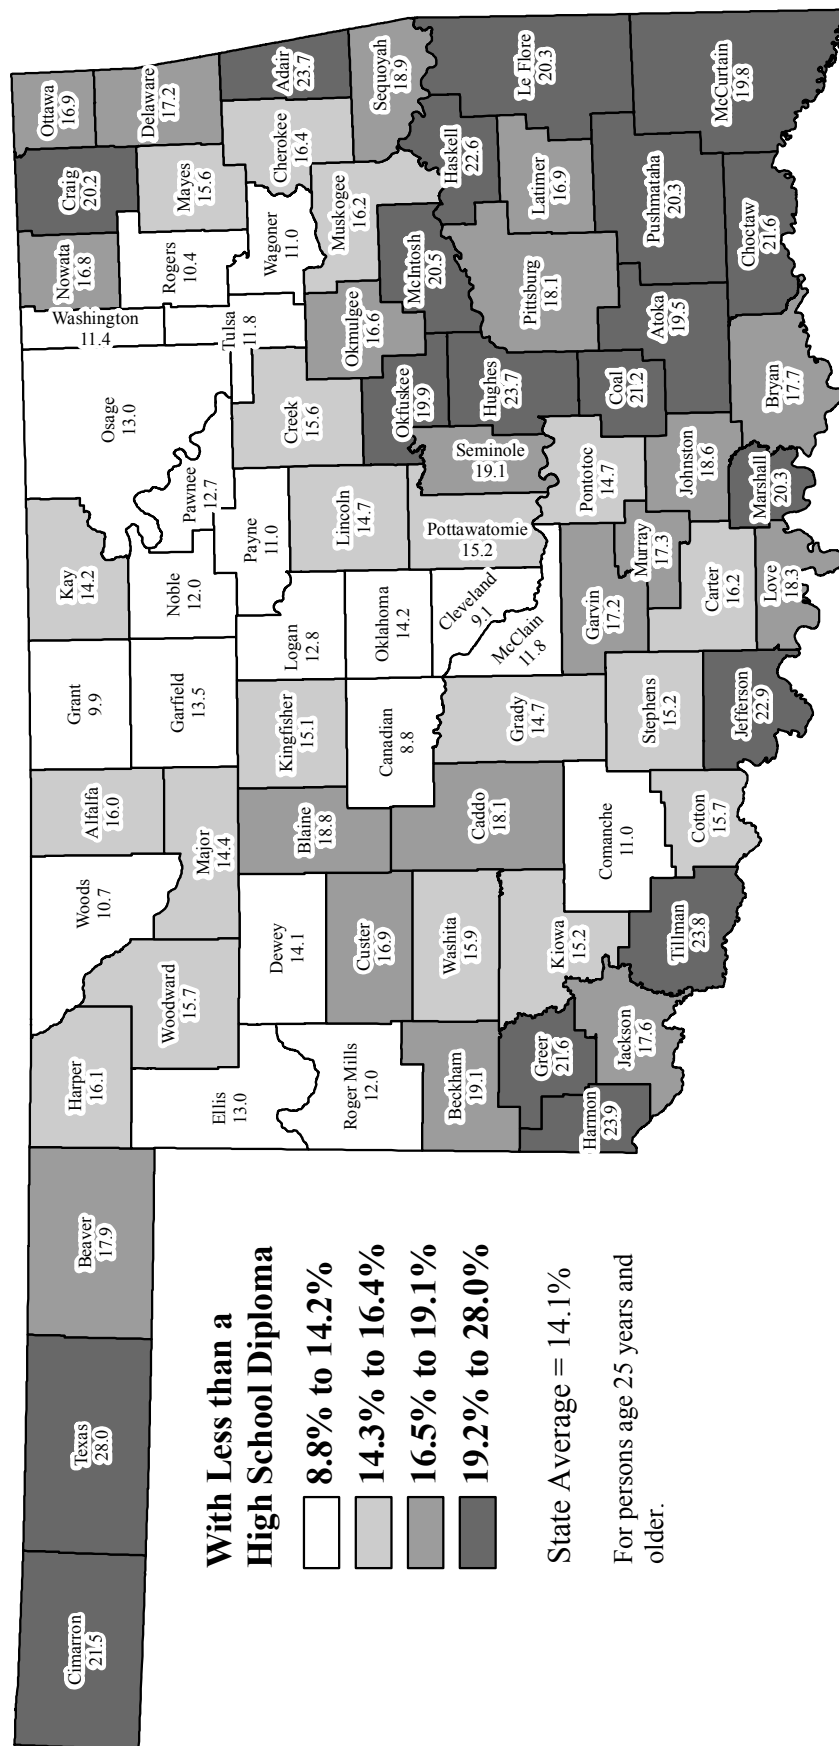 Cimarron
21.5
Texas
28.0
Beaver
17.9
Harper
16.1
Woods
10.7
Alfalfa
16.0
Grant
9.9
Kay
14.2
Osage
13.0
Washington
11.4
Nowata
16.8
Craig
20.2
Ottawa
16.9
Delaware
17.2
Mayes
15.6
Rogers
10.4
Ellis
13.0
Woodward
15.7
Major
14.4
Garfield
13.5
Noble
12.0
Pawnee
12.7
Tulsa
11.8
Wagoner
11.0
Cherokee
16.4
Adair
23.7
Dewey
14.1
Blaine
18.8
Kingfisher
15.1
Logan
12.8
Payne
11.0
Creek
15.6
Okmulgee
16.6
Muskogee
16.2
Sequoyah
18.9
Roger Mills
12.0
Custer
16.9
Canadian
8.8
Oklahoma
14.2
Lincoln
14.7
Okfuskee
19.9
McIntosh
20.5
Haskell
22.6
Le Flore
20.3
Beckham
19.1
Washita
15.9
Caddo
18.1
Grady
14.7
Cleveland
9.1
McClain
11.8
Pottawatomie
15.2
Seminole
19.1
Hughes
23.7
Pittsburg
18.1
Latimer
16.9
Harmon
23.9
Greer
21.6
Kiowa
15.2
Comanche
11.0
Stephens
15.2
Garvin
17.2
Murray
17.3
Pontotoc
14.7
Coal
21.2
Atoka
19.5
Pushmataha
20.3
McCurtain
19.8
Jackson
17.6
Tillman
23.8
Cotton
15.7
Jefferson
22.9
Carter
16.2
Love
18.3
Johnston
18.6
Marshall
20.3
Bryan
17.7
Choctaw
21.6
With Less than a
High School Diploma
8.8% to 14.2%
14.3% to 16.4%
16.5% to 19.1%
19.2% to 28.0%
State Average = 14.1%
For persons age 25 years and
older.